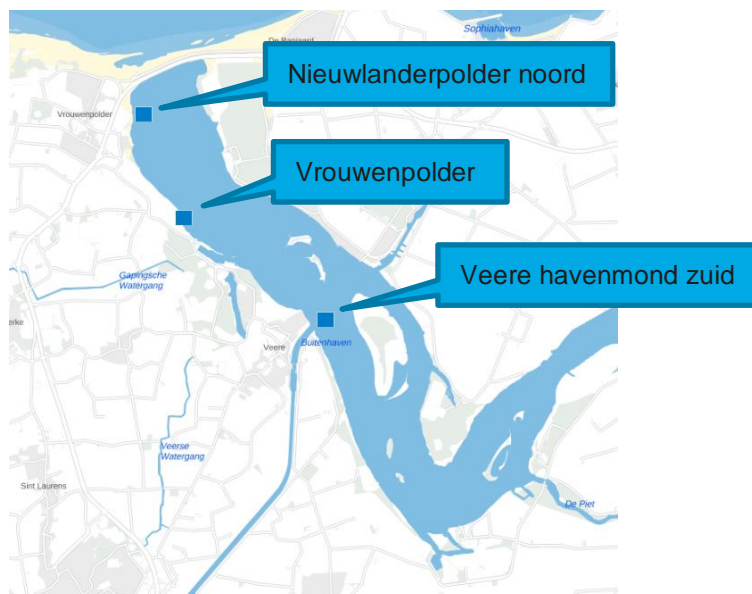 De Banjaard
Sophiahaven
Nieuwlanderpolder noord
Vrouwenpolder
Vrouwenpolder
Veere havenmond zuid
Gapingsche
Watergang
erke
Buitenhaven
Veere
Veerse
Watergang
Sint Laurens
De Piet